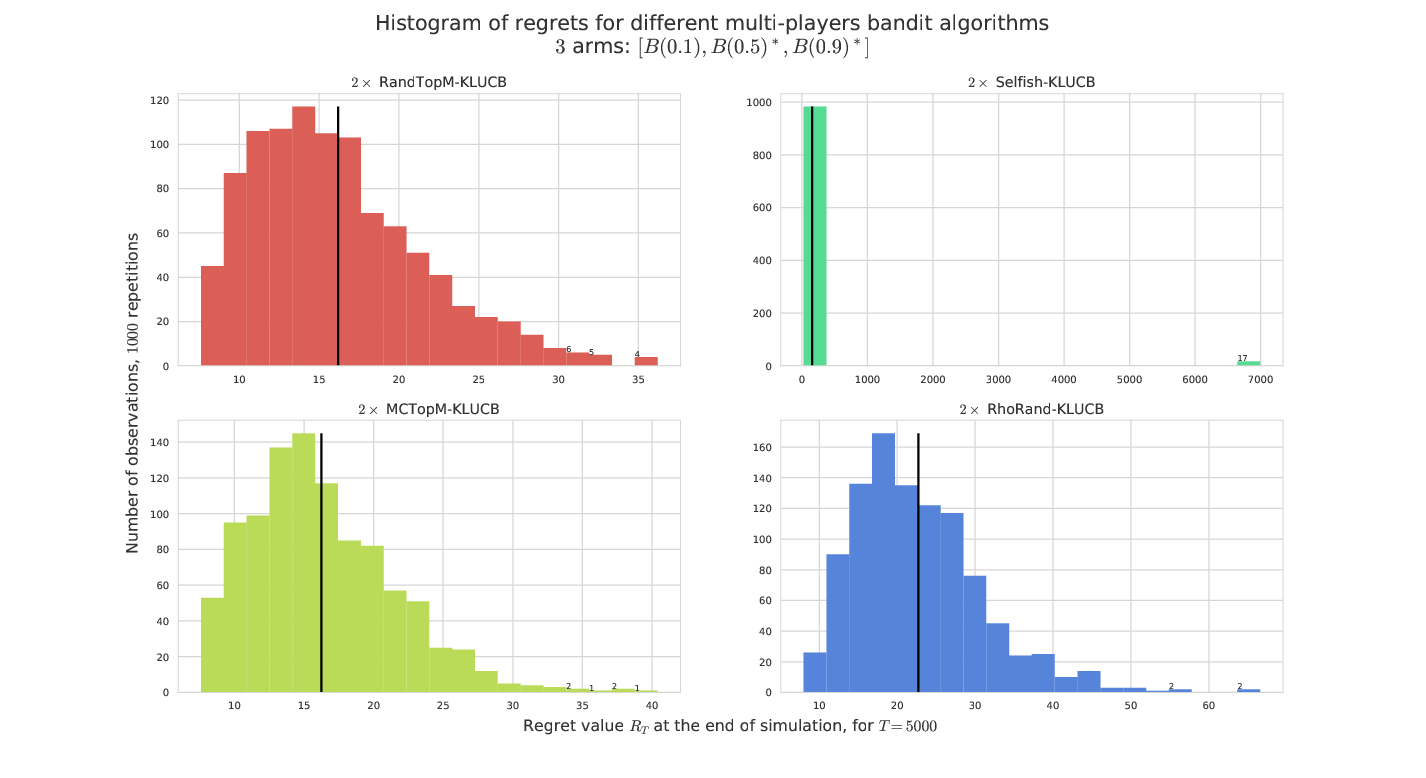 Histogram of regrets for different multi-players bandit algorithms
3 arms: [B(0.1), B(0.5)*, B(0.9)*]
2× RandTopM-KLUCB
120
100
80
60
40
20
0
6
5
4
10 15 20 25 30 35
2× Selfish-KLUCB
1000
800
600
400
200
0
17
0 1000 2000 3000 4000 5000 6000 7000
Number of observations, 1000 repetitions
2× MCTopM-KLUCB
140
120
100
80
60
40
20
0
2 1 2 1
10 15 20 25 30 35 40
2× RhoRand-KLUCB
160
140
120
100
80
60
40
20
0
2 2
10 20 30 40 50 60
Regret value R_T at the end of simulation, for T = 5000